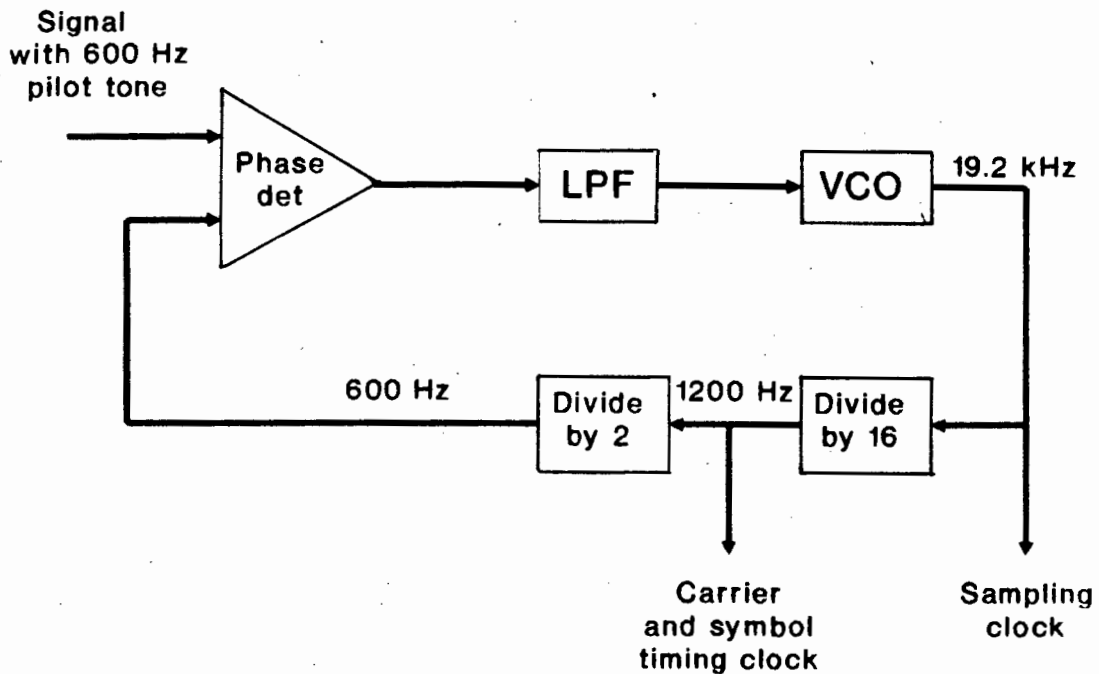 Signal
with 600 Hz
pilot tone
Phase
det
LPF
VCO
19.2 kHz
600 Hz
Divide
by 2
1200 Hz
Divide
by 16
Carrier
and symbol
timing clock
Sampling
clock